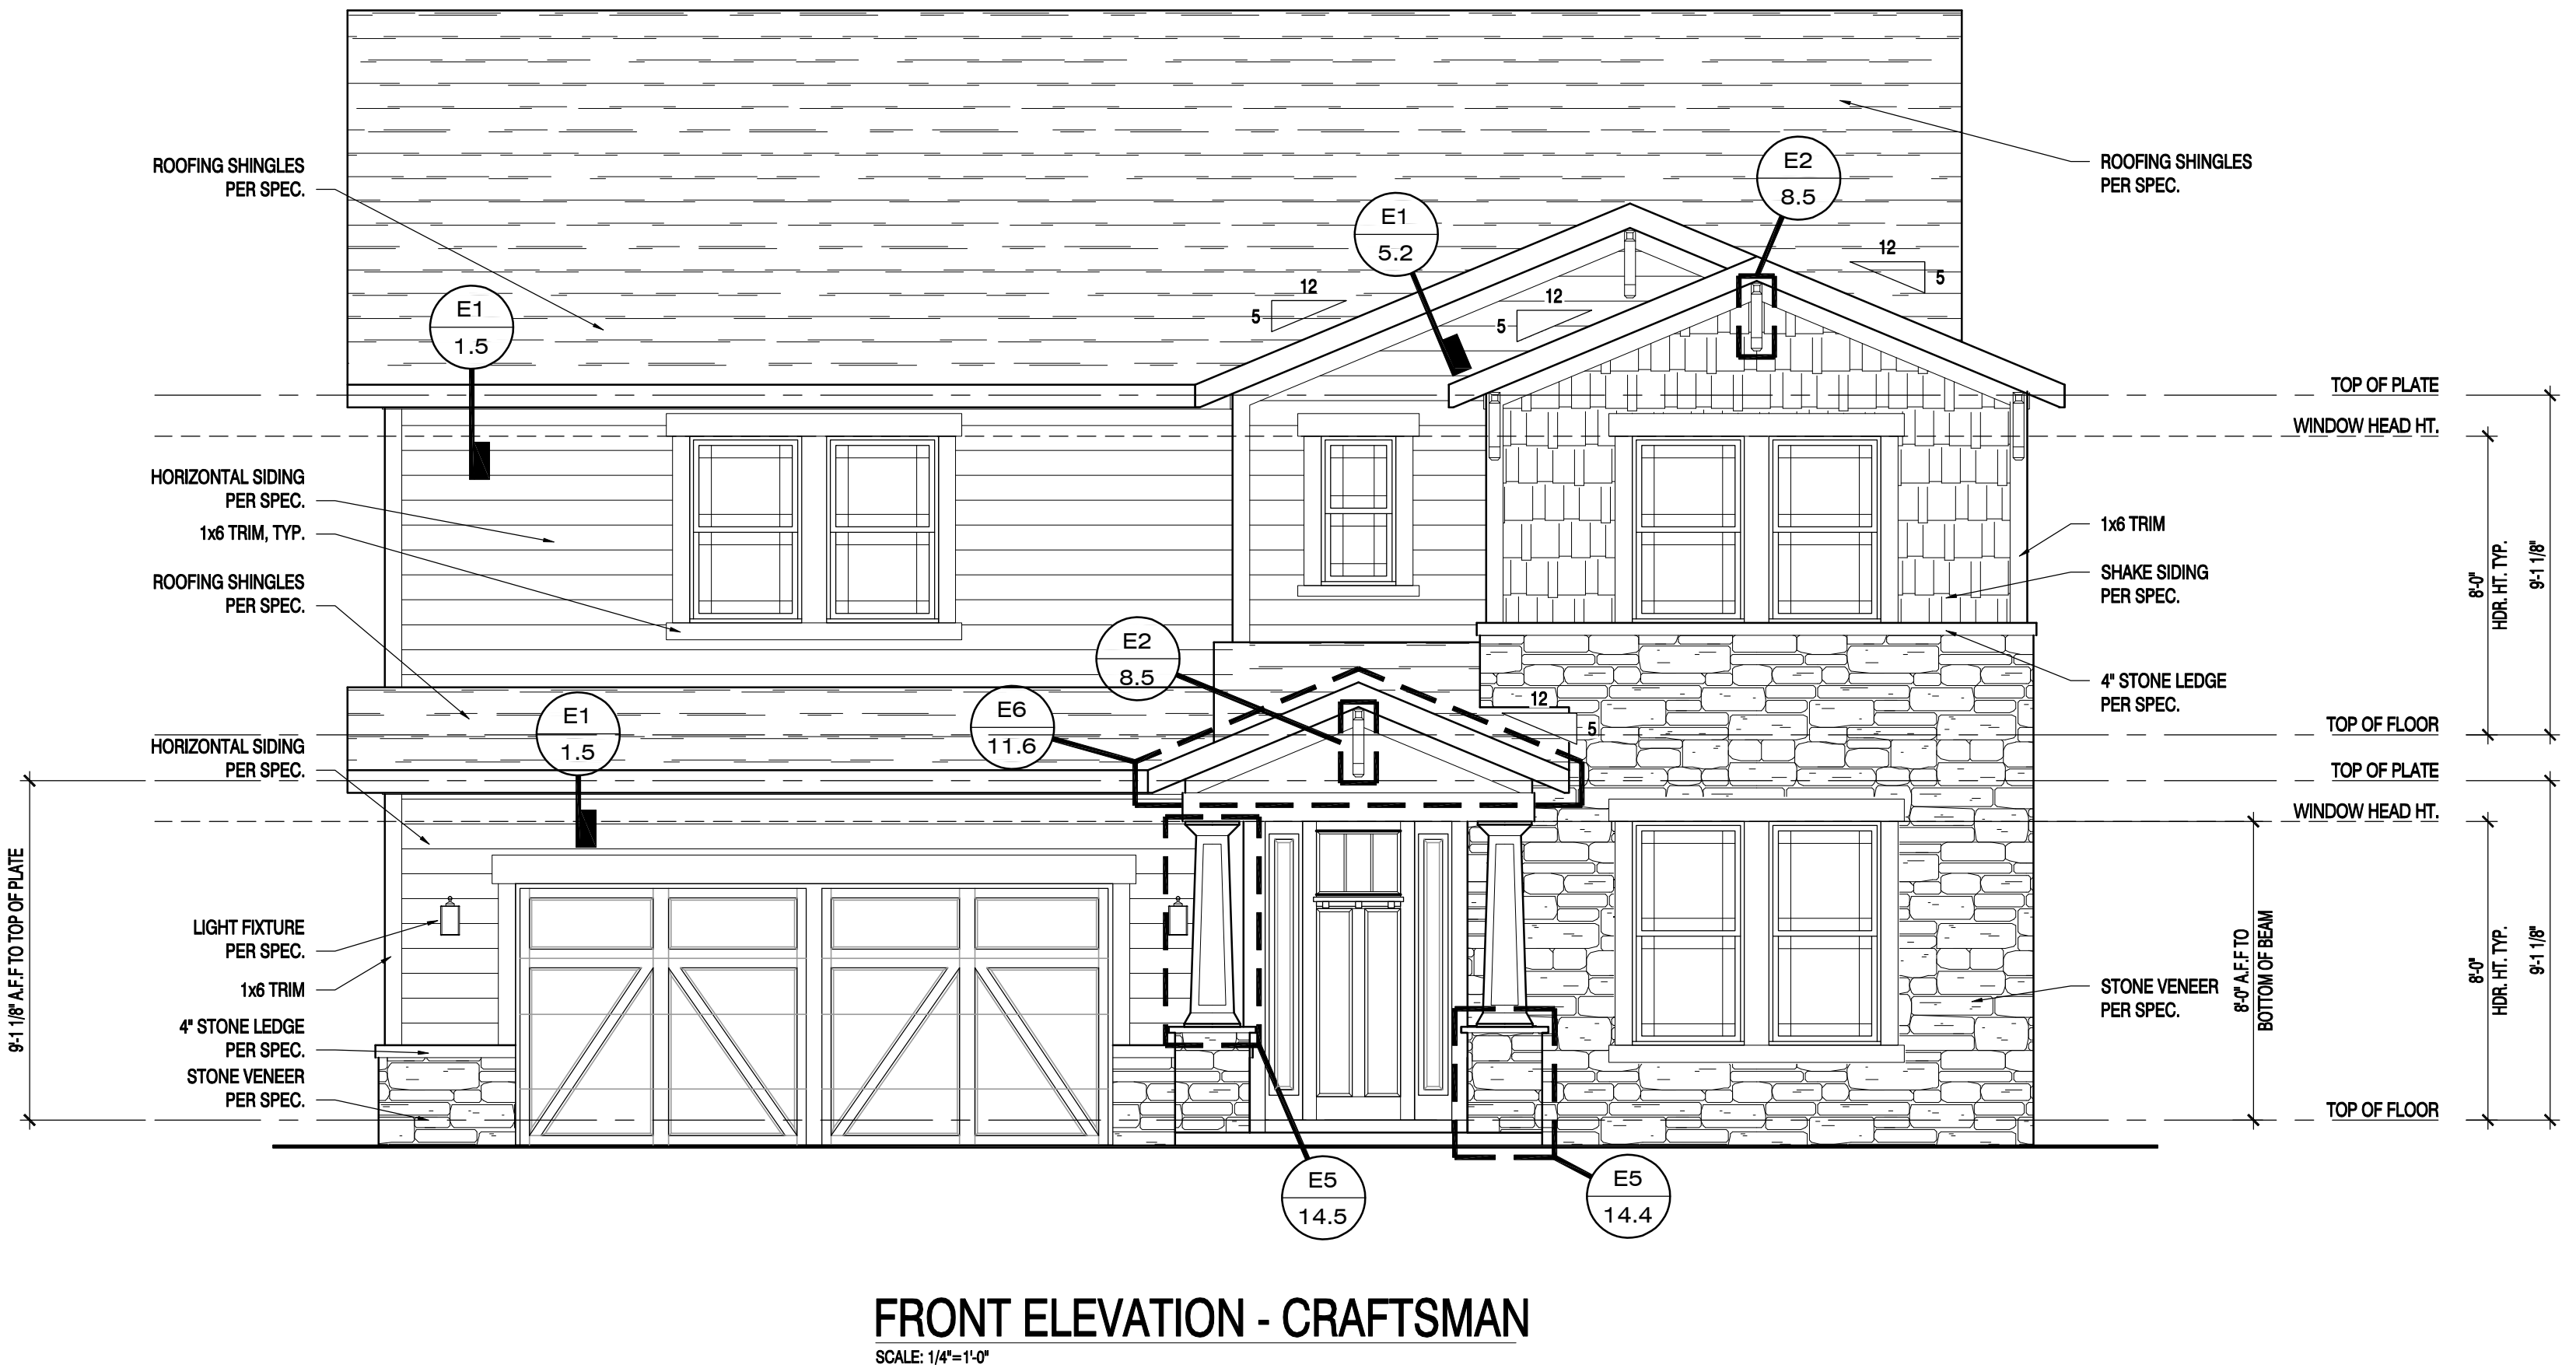 ROOFING SHINGLES
PER SPEC.
E1
1.5
HORIZONTAL SIDING
PER SPEC.
1x6 TRIM, TYP.
ROOFING SHINGLES
PER SPEC.
HORIZONTAL SIDING
PER SPEC.
E1
1.5
LIGHT FIXTURE
PER SPEC.
1x6 TRIM
4" STONE LEDGE
PER SPEC.
STONE VENEER
PER SPEC.
9'-1 1/8" A.F.F TO TOP OF PLATE
E1
5.2
E2
8.5
12
5
12
5
12
5
E2
8.5
E6
11.6
12
5
E5
14.5
E5
14.4
ROOFING SHINGLES
PER SPEC.
1x6 TRIM
SHAKE SIDING
PER SPEC.
4" STONE LEDGE
PER SPEC.
STONE VENEER
PER SPEC.
TOP OF PLATE
WINDOW HEAD HT.
TOP OF FLOOR
TOP OF PLATE
WINDOW HEAD HT.
TOP OF FLOOR
8'-0"
HDR. HT. TYP.
9'-1 1/8"
8'-0" A.F.F TO
BOTTOM OF BEAM
8'-0"
HDR. HT. TYP.
9'-1 1/8"
FRONT ELEVATION - CRAFTSMAN
SCALE: 1/4"=1'-0"